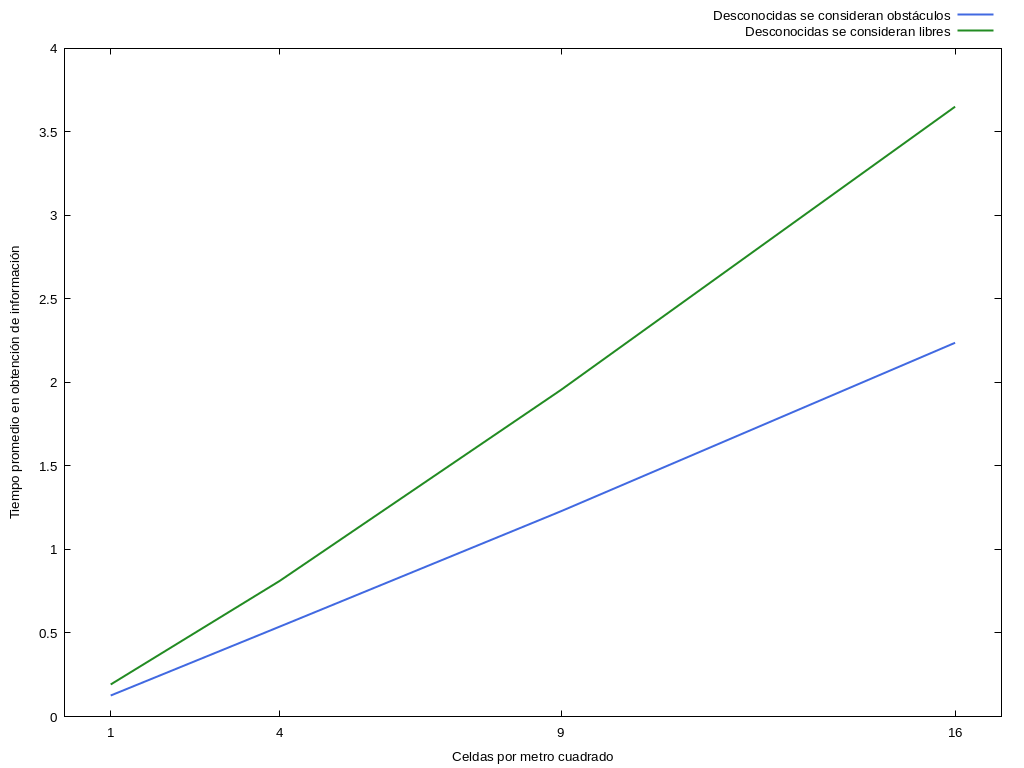 Desconocidas se consideran obstáculos
Desconocidas se consideran libres
4
3.5
3
2.5
2
1.5
1
0.5
0
Tiempo promedio en obtención de información
1 4 9 16
Celdas por metro cuadrado